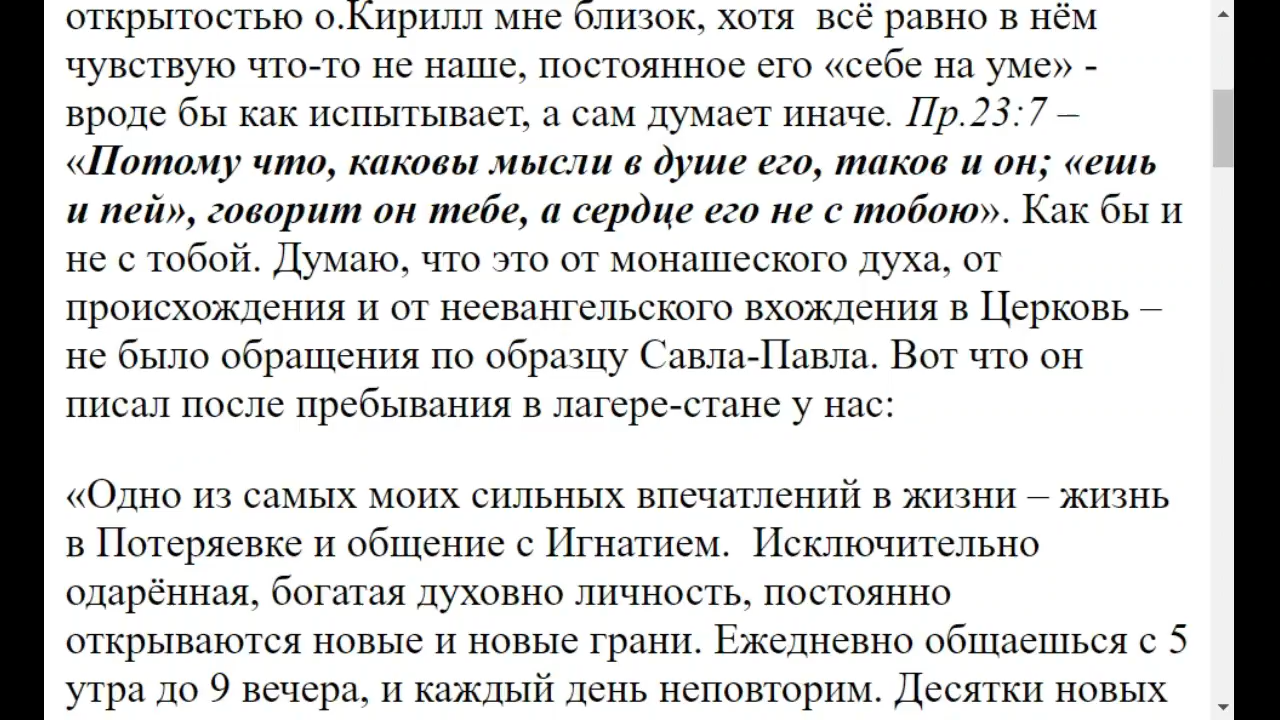 открытостью о.Кирилл мне близок, хотя  всё равно в нём
чувствую что-то не наше, постоянное его «себе на уме» -
вроде бы как испытывает, а сам думает иначе. Пр.23:7 –
«Потому что, каковы мысли в душе его, таков и он; «ешь
и пей», говорит он тебе, а сердце его не с тобою». Как бы и
не с тобой. Думаю, что это от монашеского духа, от
происхождения и от неевангельского вхождения в Церковь –
не было обращения по образцу Савла-Павла. Вот что он
писал после пребывания в лагере-стане у нас:
«Одно из самых моих сильных впечатлений в жизни – жизнь
в Потеряевке и общение с Игнатием.  Исключительно
одарённая, богатая духовно личность, постоянно
открываются новые и новые грани. Ежедневно общаешься с 5
утра до 9 вечера, и каждый день неповторим. Десятки новых